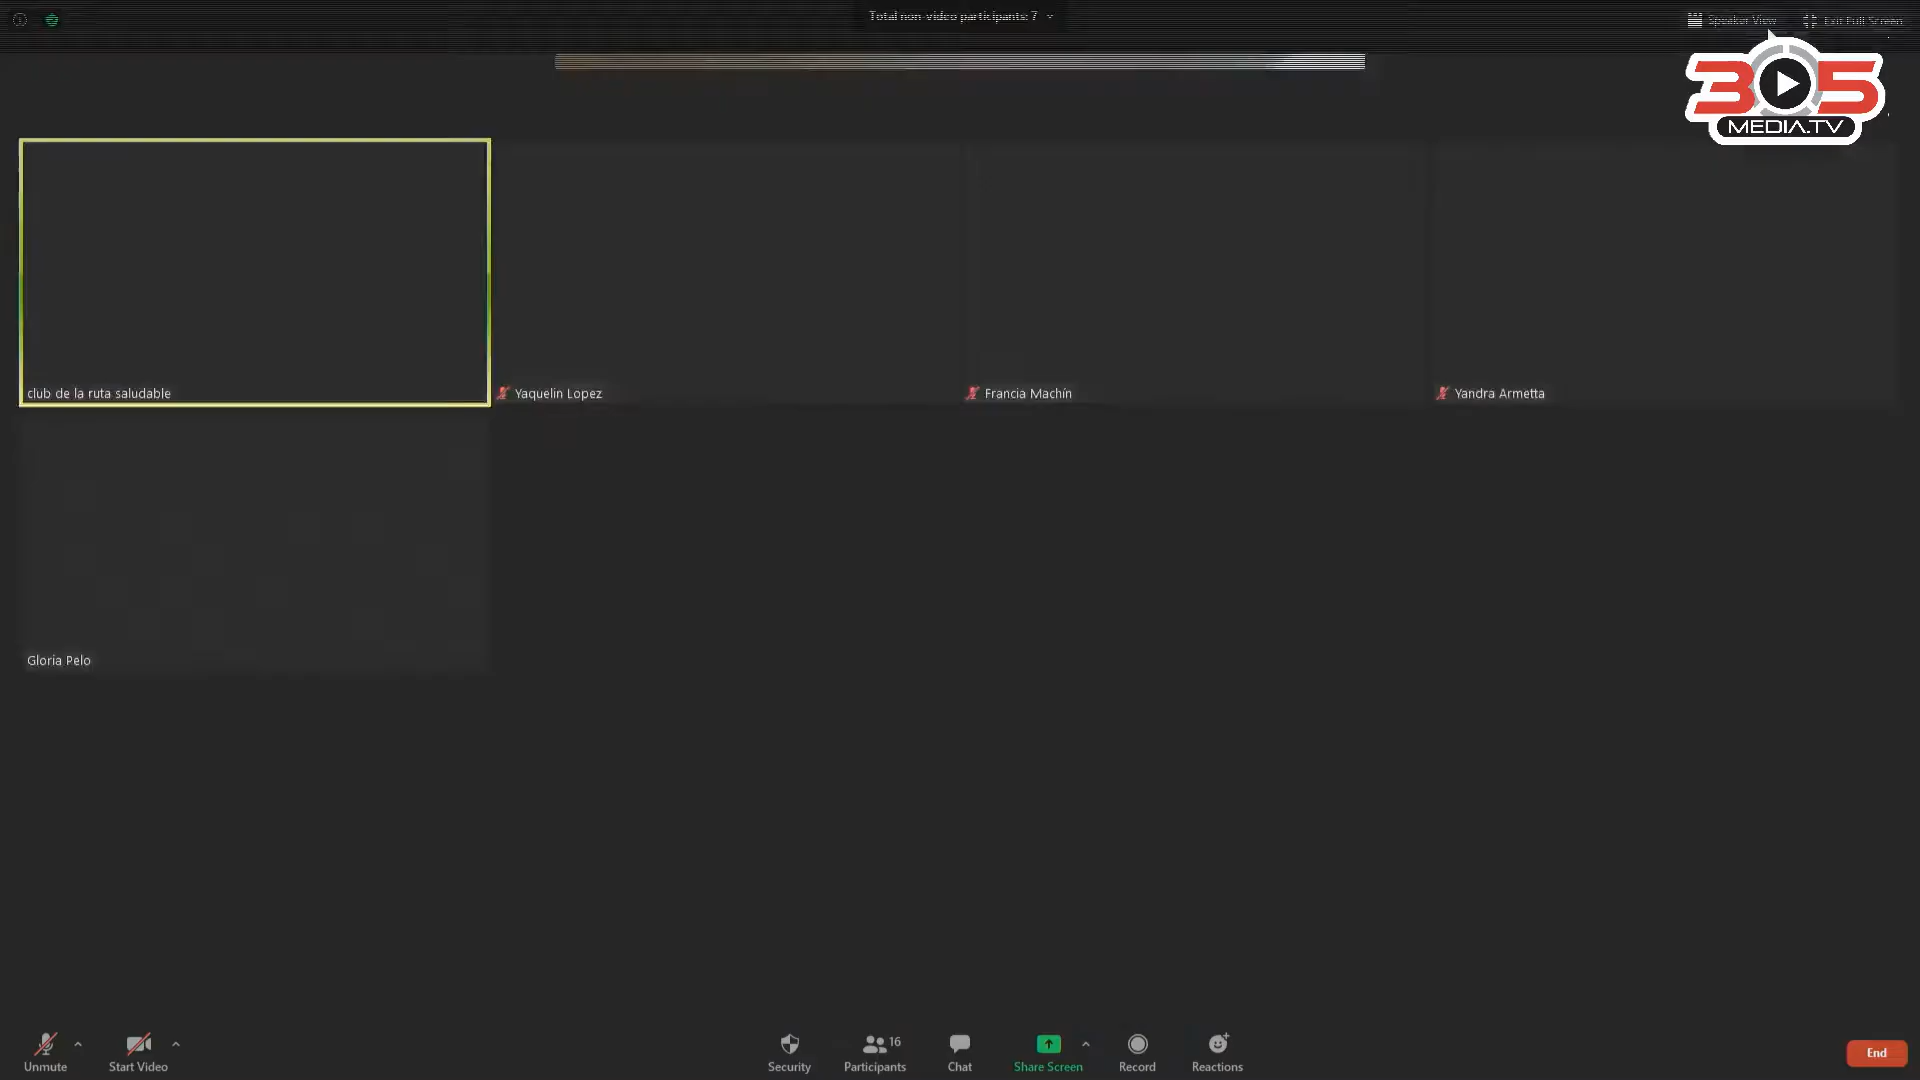 Total non-video participants: 7
Speaker View
Exit Full Screen
305
MEDIA.TV
club de la ruta saludable
Yaquelin Lopez
Francia Machín
Yandra Armetta
Gloria Pelo
Unmute
Start Video
Security
16
Participants
Chat
Share Screen
Record
Reactions
End